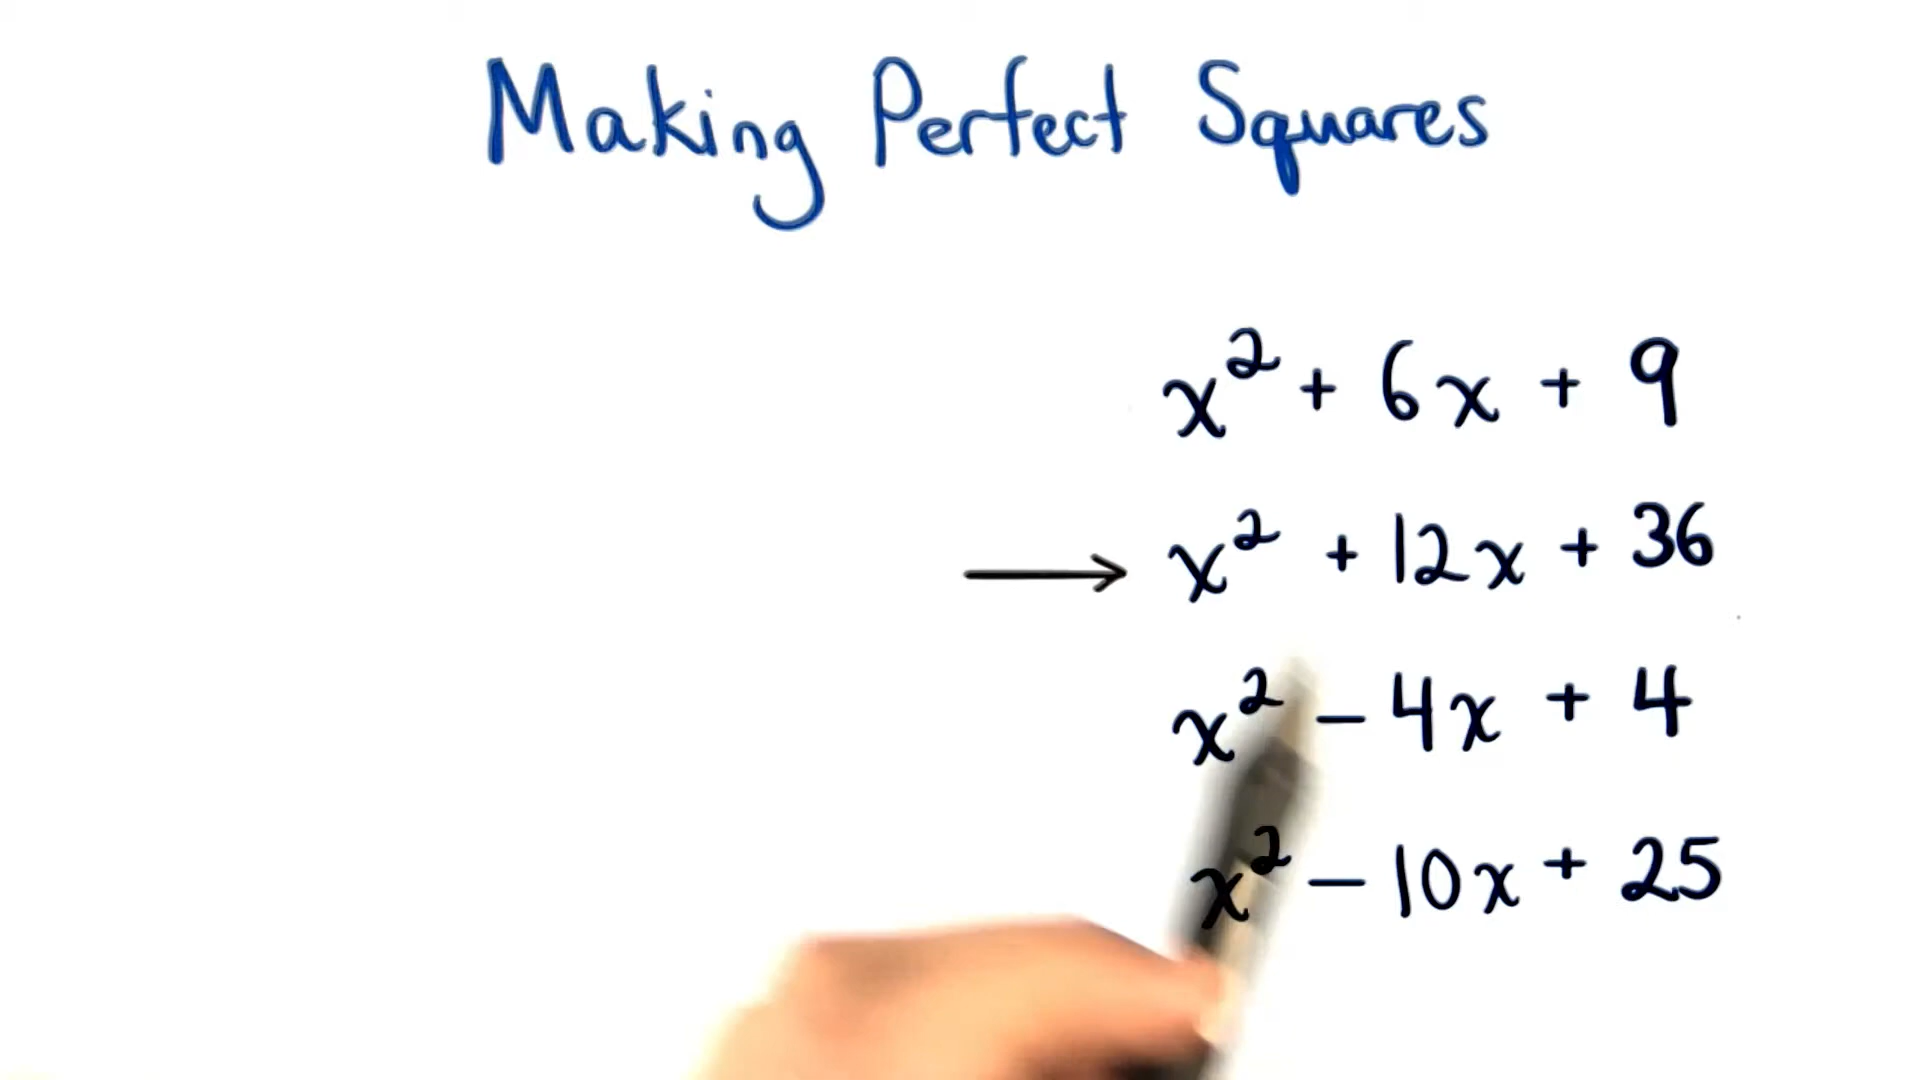 Making Perfect Squares
x² + 6x + 9
→ x² + 12x + 36
x² – 4x + 4
x² – 10x + 25